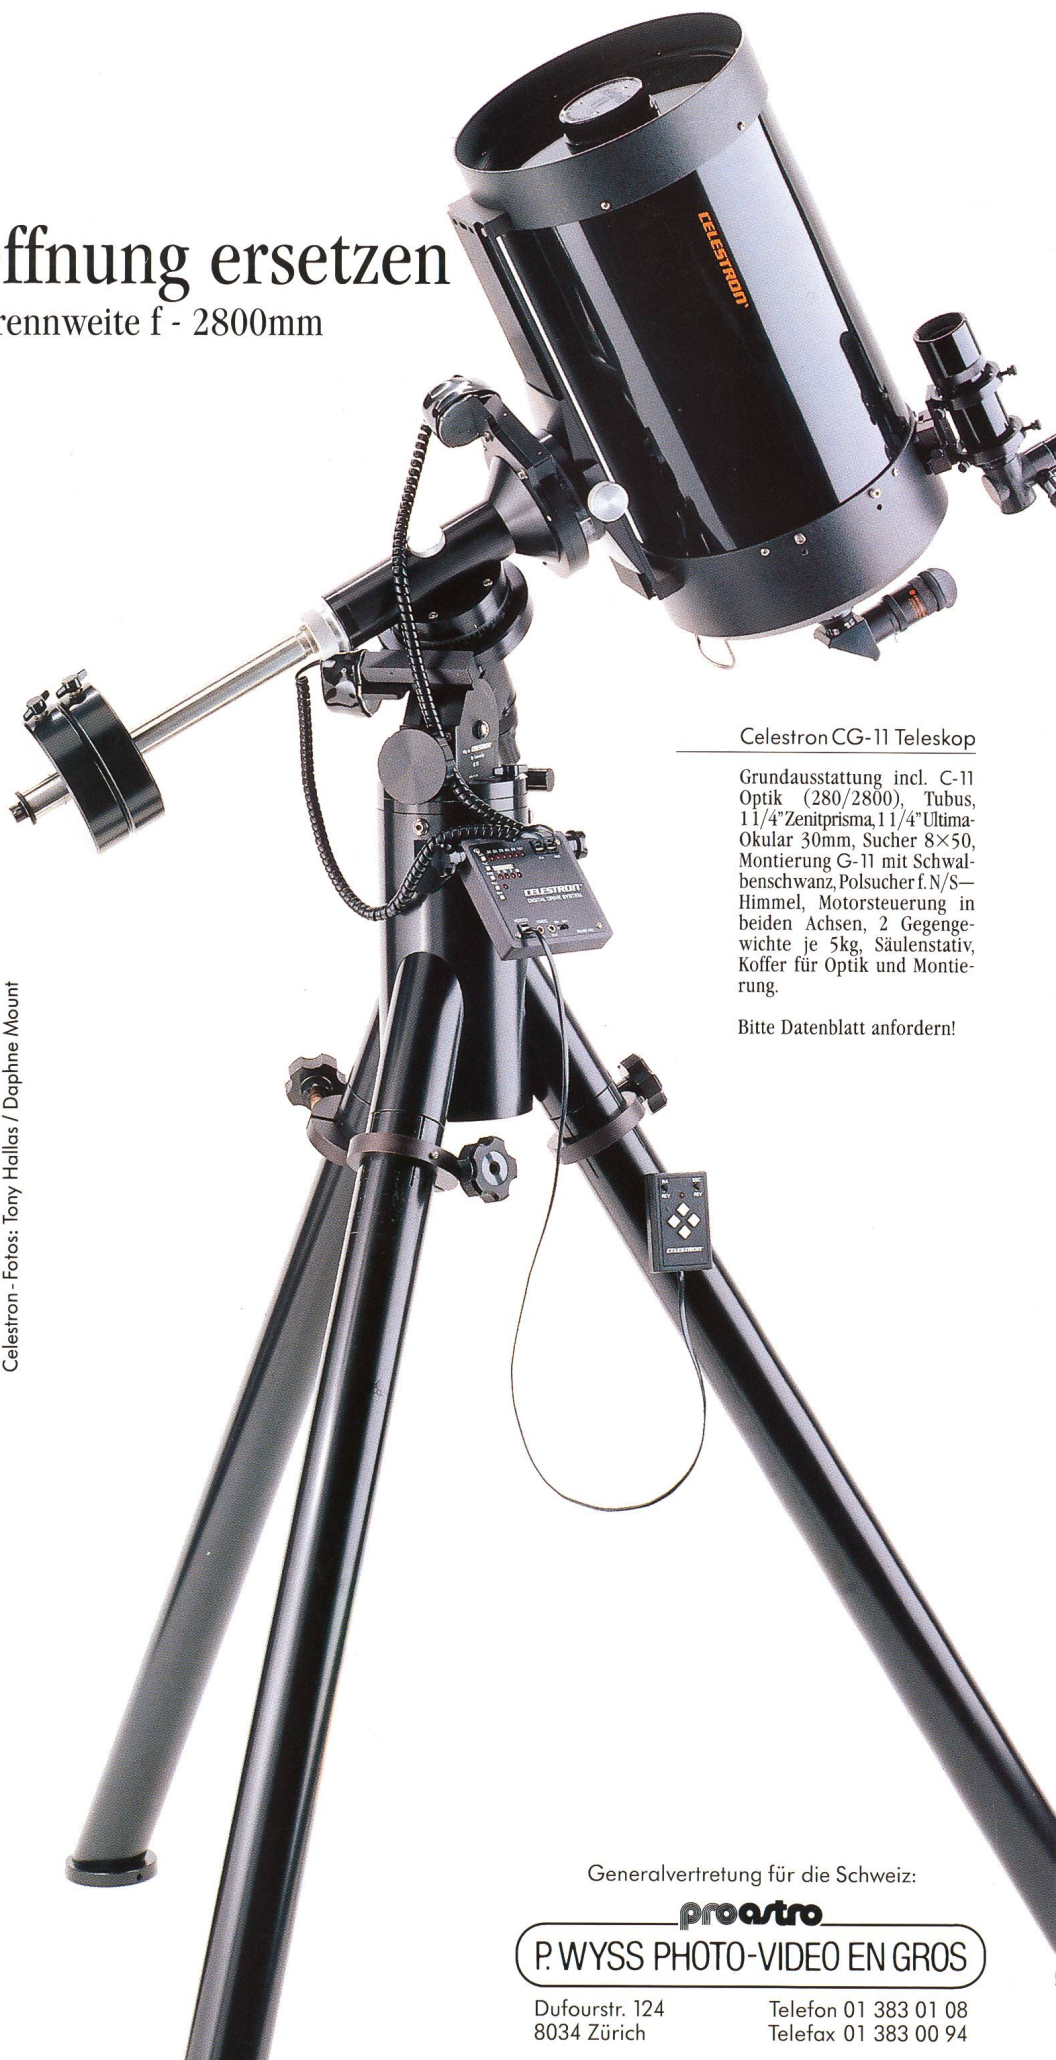 ffnung ersetzen
rennweite f - 2800mm
CELESTRON
Celestron CG-11 Teleskop
Grundausstattung incl. C-11
Optik (280/2800), Tubus,
1 1/4" Zenitprisma, 1 1/4" Ultima-
Okular 30mm, Sucher 8×50,
Montierung G-11 mit Schwal-
benschwanz, Polsucher f. N/S—
Himmel, Motorsteuerung in
beiden Achsen, 2 Gegenge-
wichte je 5kg, Säulenstativ,
Koffer für Optik und Montie-
rung.
Bitte Datenblatt anfordern!
CELESTRON
DIGITAL DRIVE SYSTEM
RA DEC
REV REV
CELESTRON
Celestron - Fotos: Tony Hallas / Daphne Mount
Generalvertretung für die Schweiz:
proastro
P. WYSS PHOTO-VIDEO EN GROS
Dufourstr. 124
8034 Zürich
Telefon 01 383 01 08
Telefax 01 383 00 94